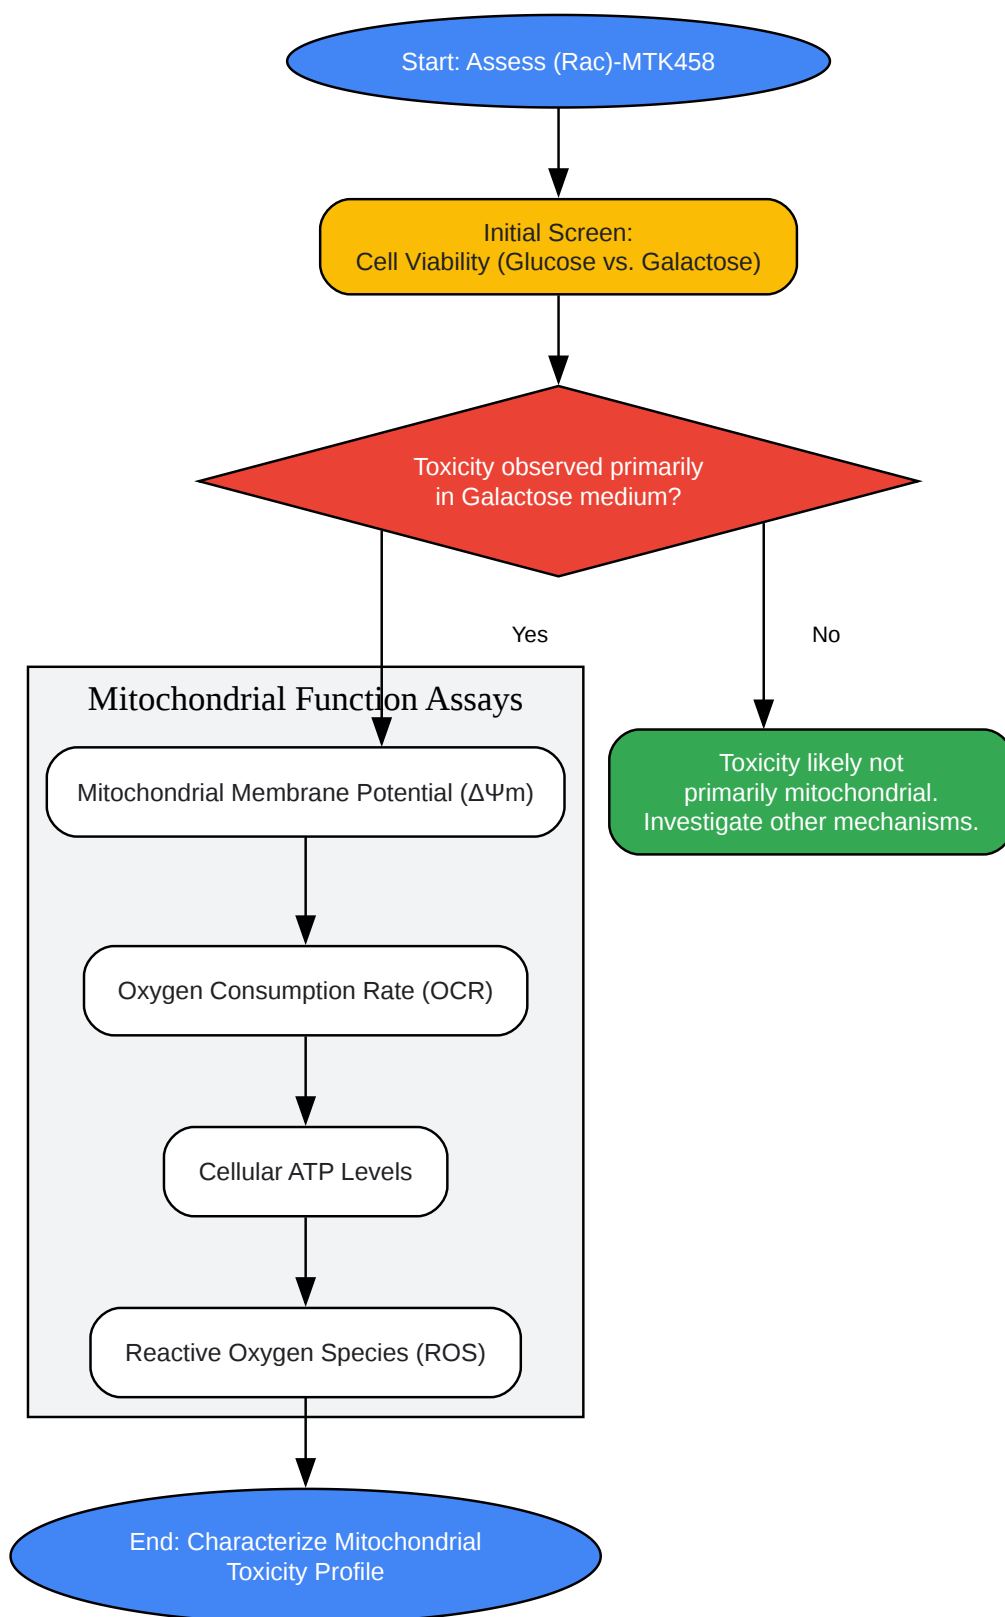 Start: Assess (Rac)-MTK458
Initial Screen:
Cell Viability (Glucose vs. Galactose)
Toxicity observed primarily
in Galactose medium?
Yes
No
Mitochondrial Function Assays
Mitochondrial Membrane Potential (ΔΨm)
Toxicity likely not
primarily mitochondrial.
Investigate other mechanisms.
Oxygen Consumption Rate (OCR)
Cellular ATP Levels
Reactive Oxygen Species (ROS)
End: Characterize Mitochondrial
Toxicity Profile